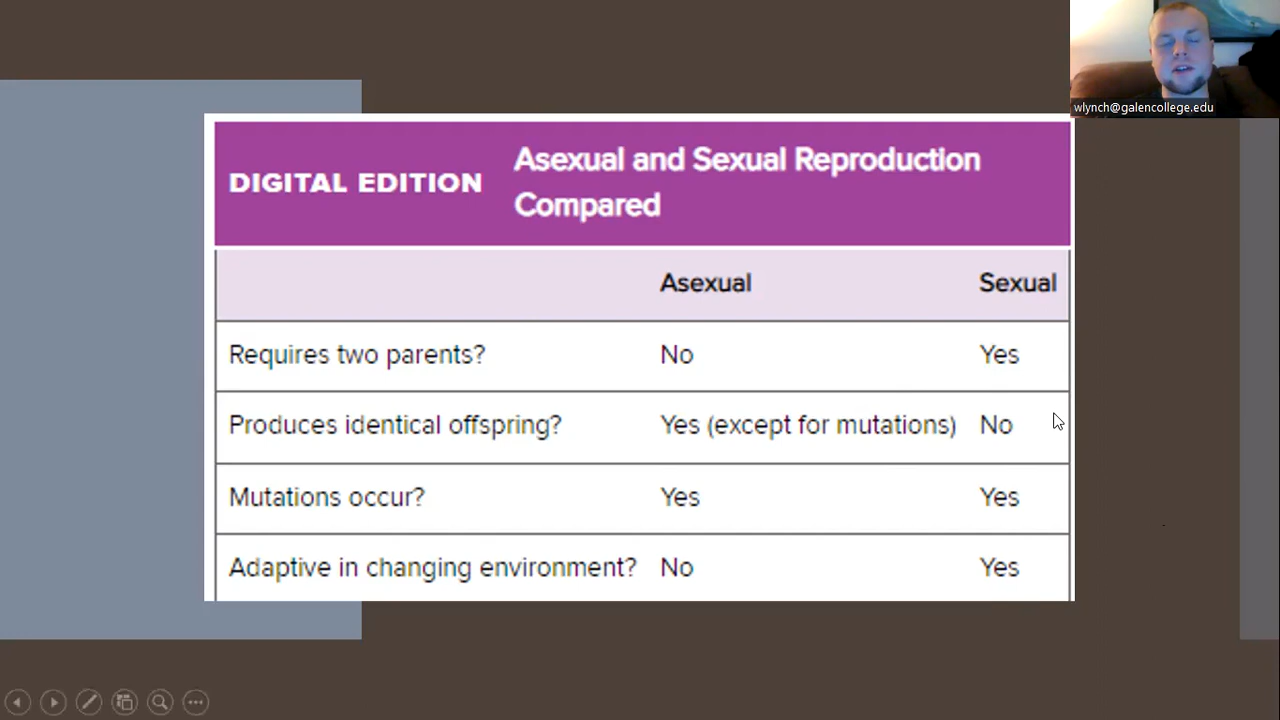 wlynch@galencollege.edu
DIGITAL EDITION
Asexual and Sexual Reproduction
Compared
Asexual Sexual
Requires two parents? No Yes
Produces identical offspring? Yes (except for mutations) No
Mutations occur? Yes Yes
Adaptive in changing environment? No Yes